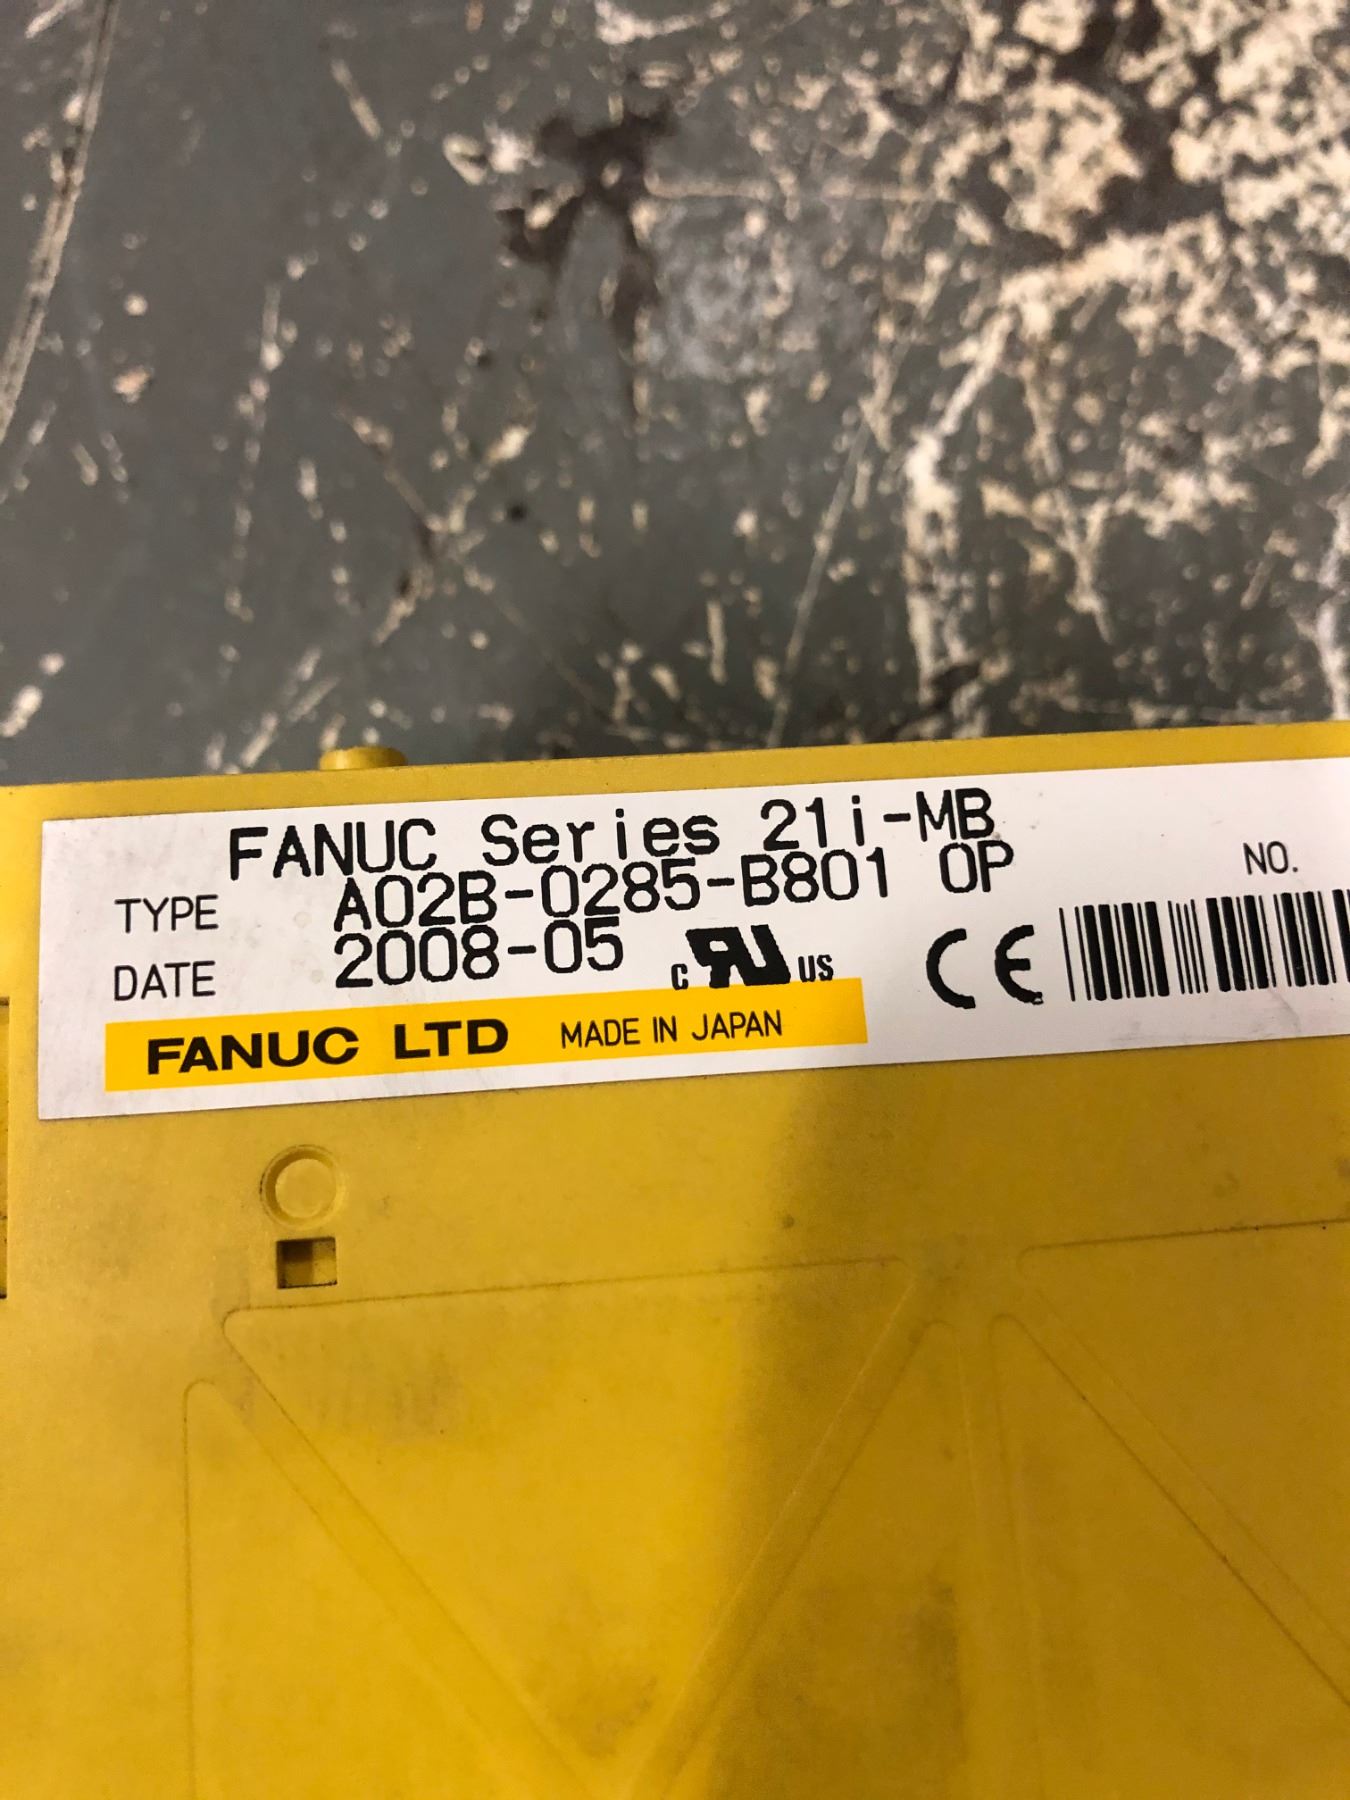 FANUC Series 21i-MB
TYPE A02B-0285-B801 OP
NO.
DATE 2008-05
c RU US CE
FANUC LTD MADE IN JAPAN